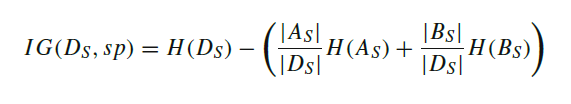 IG(D_S, sp) = H(D_S) − ( |A_S| / |D_S| H(A_S) + |B_S| / |D_S| H(B_S) )